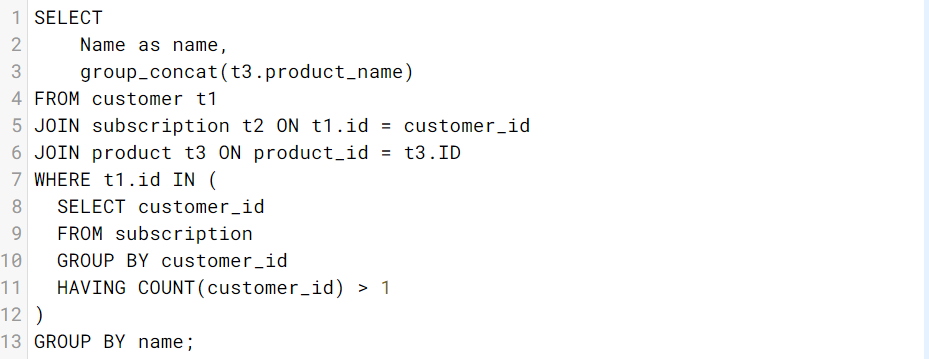 1 SELECT
2     Name as name,
3     group_concat(t3.product_name)
4 FROM customer t1
5 JOIN subscription t2 ON t1.id = customer_id
6 JOIN product t3 ON product_id = t3.ID
7 WHERE t1.id IN (
8   SELECT customer_id
9   FROM subscription
10   GROUP BY customer_id
11   HAVING COUNT(customer_id) > 1
12 )
13 GROUP BY name;